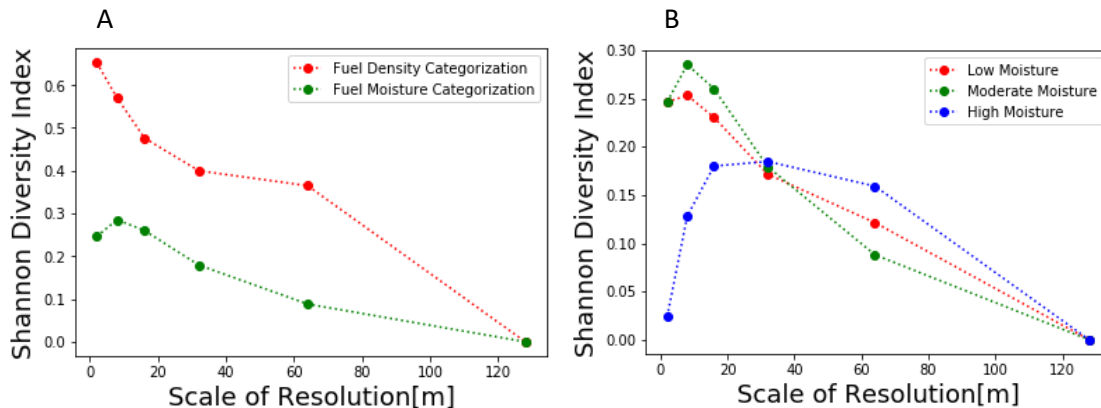 A
Shannon Diversity Index
0.6
0.5
0.4
0.3
0.2
0.1
0.0
Fuel Density Categorization
Fuel Moisture Categorization
0 20 40 60 80 100 120
Scale of Resolution[m]
B
Shannon Diversity Index
0.30
0.25
0.20
0.15
0.10
0.05
0.00
Low Moisture
Moderate Moisture
High Moisture
0 20 40 60 80 100 120
Scale of Resolution[m]